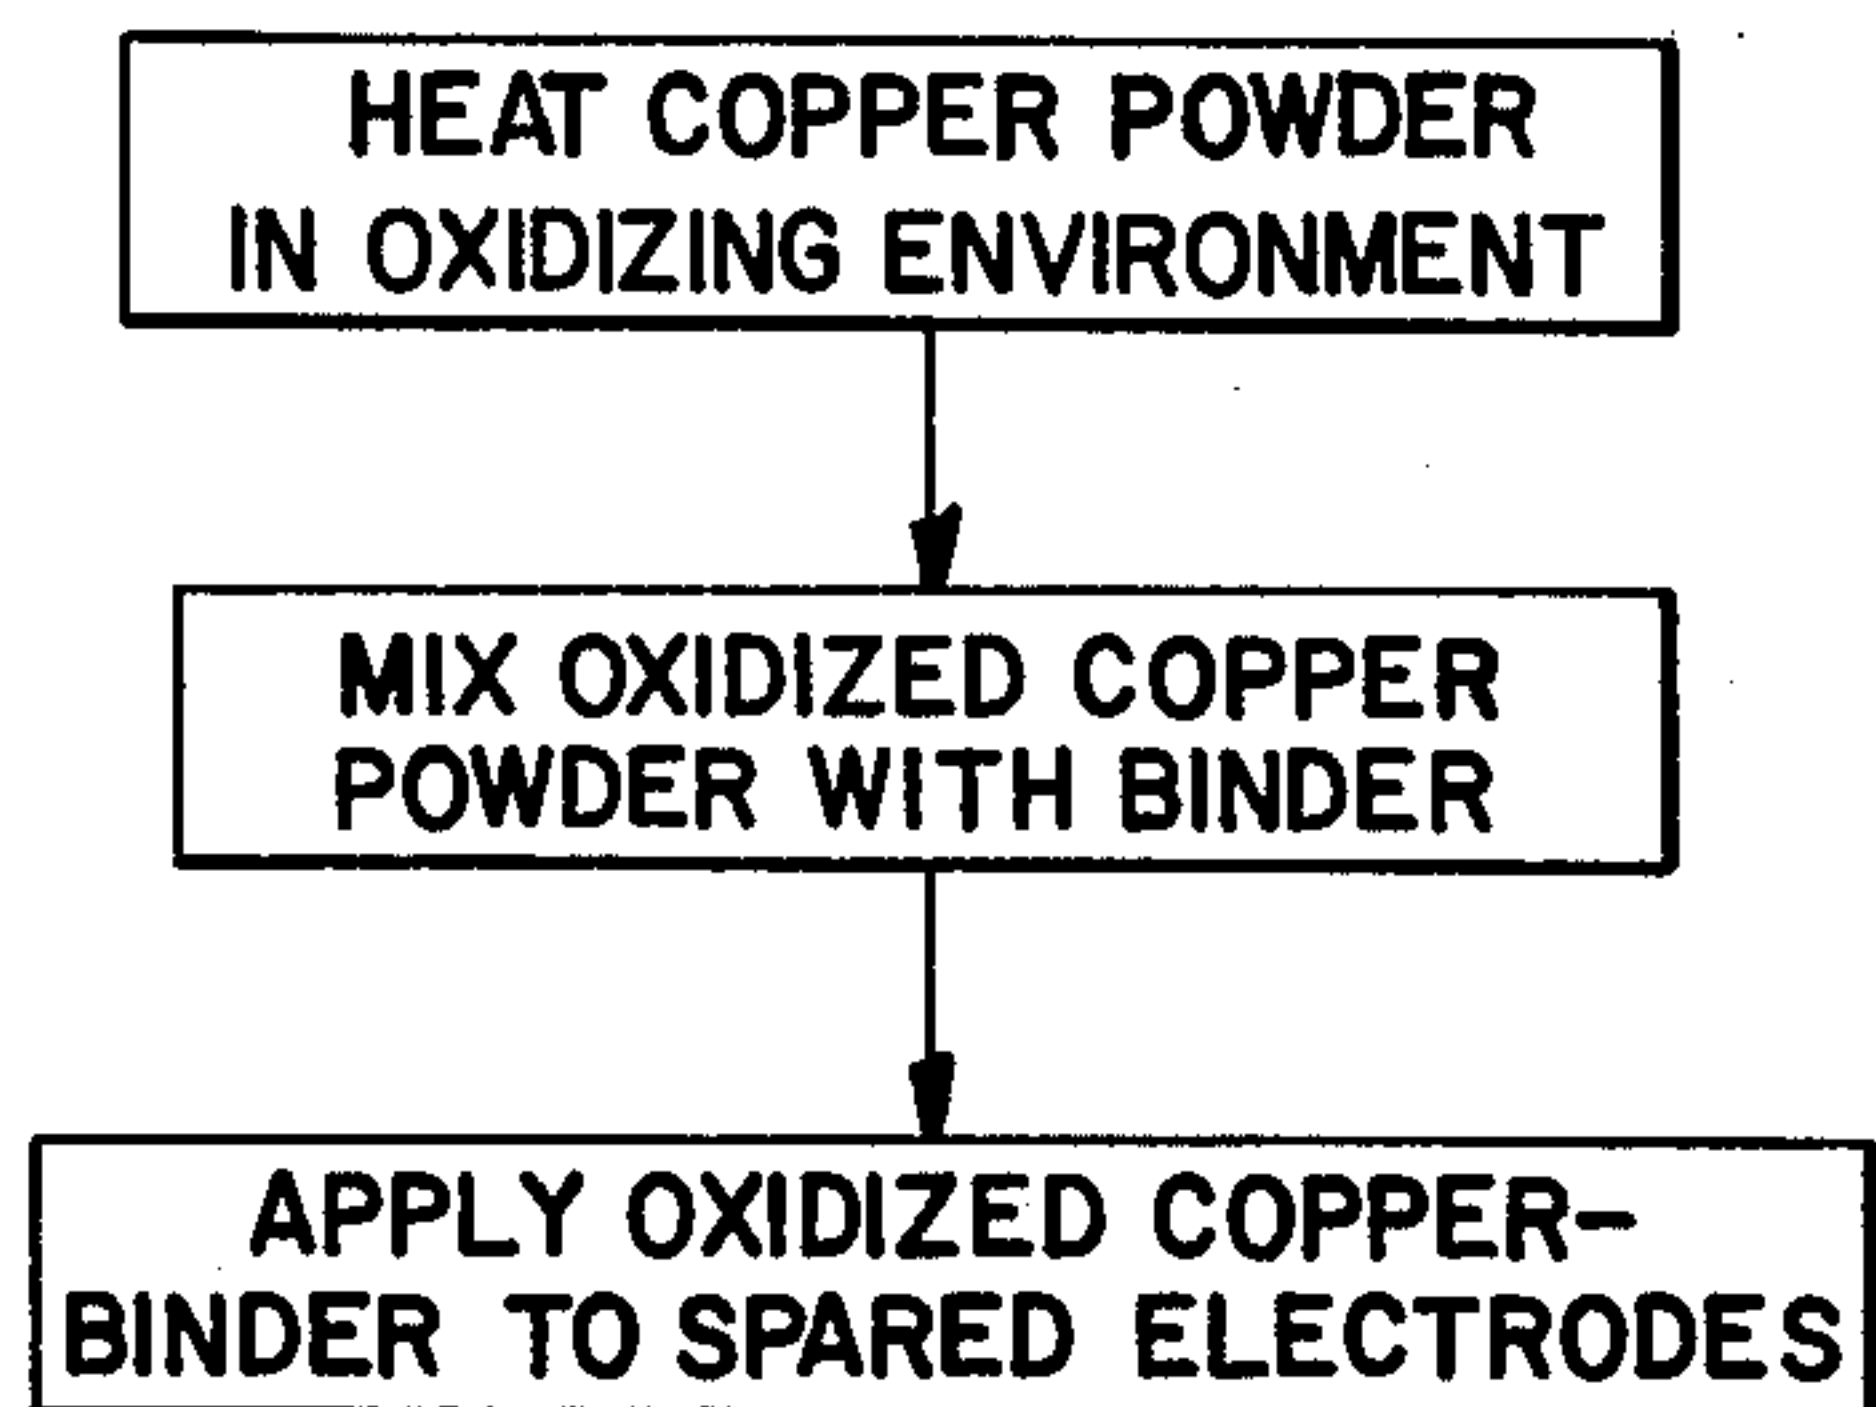 HEAT COPPER POWDER
IN OXIDIZING ENVIRONMENT
MIX OXIDIZED COPPER
POWDER WITH BINDER
APPLY OXIDIZED COPPER-
BINDER TO SPARED ELECTRODES